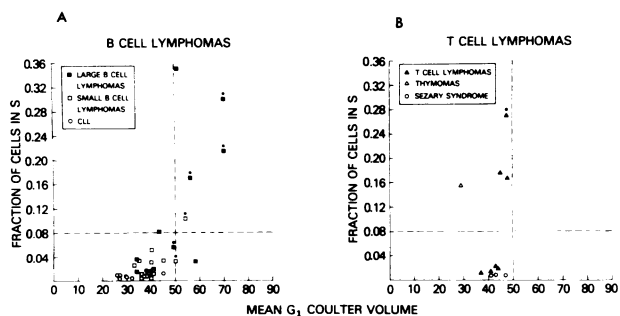 A
B CELL LYMPHOMAS
FRACTION OF CELLS IN S
0.36
0.32
0.28
0.24
0.20
0.16
0.12
0.08
0.04
LARGE B CELL
LYMPHOMAS
SMALL B CELL
LYMPHOMAS
CLL
0 10 20 30 40 50 60 70 80 90
B
T CELL LYMPHOMAS
FRACTION OF CELLS IN S
0.36
0.32
0.28
0.24
0.20
0.16
0.12
0.08
0.04
T CELL LYMPHOMAS
THYMOMAS
SEZARY SYNDROME
0 10 20 30 40 50 60 70 80 90
MEAN G₁ COULTER VOLUME